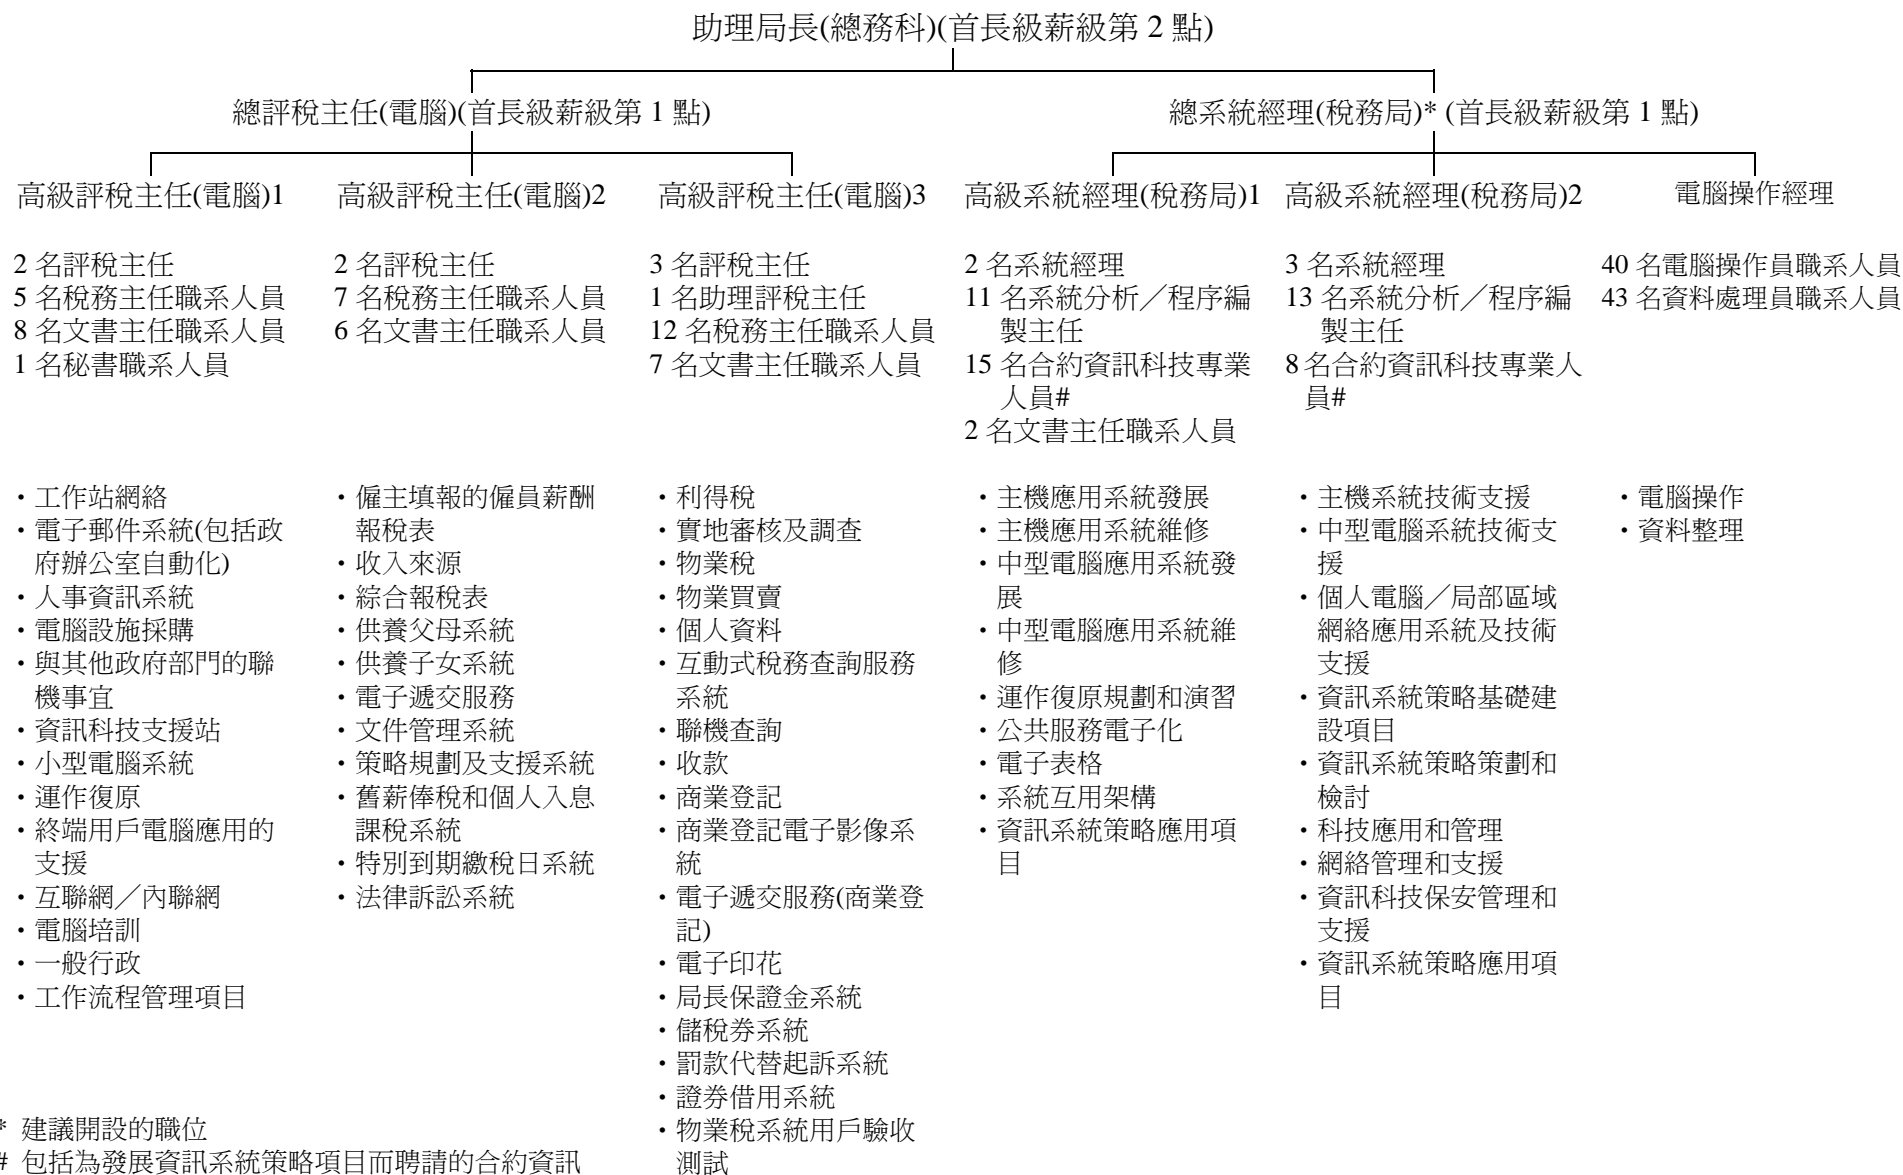 助理局長(總務科)(首長級薪級第 2 點)
總評稅主任(電腦)(首長級薪級第 1 點)
總系統經理(稅務局)* (首長級薪級第 1 點)
高級評稅主任(電腦)1
2 名評稅主任
5 名稅務主任職系人員
8 名文書主任職系人員
1 名秘書職系人員
・工作站網絡
・電子郵件系統(包括政
府辦公室自動化)
・人事資訊系統
・電腦設施採購
・與其他政府部門的聯
機事宜
・資訊科技支援站
・小型電腦系統
・運作復原
・終端用戶電腦應用的
支援
・互聯網／內聯網
・電腦培訓
・一般行政
・工作流程管理項目
高級評稅主任(電腦)2
2 名評稅主任
7 名稅務主任職系人員
6 名文書主任職系人員
・僱主填報的僱員薪酬
報稅表
・收入來源
・綜合報稅表
・供養父母系統
・供養子女系統
・電子遞交服務
・文件管理系統
・策略規劃及支援系統
・舊薪俸稅和個人入息
課稅系統
・特別到期繳稅日系統
・法律訴訟系統
高級評稅主任(電腦)3
3 名評稅主任
1 名助理評稅主任
12 名稅務主任職系人員
7 名文書主任職系人員
・利得稅
・實地審核及調查
・物業稅
・物業買賣
・個人資料
・互動式稅務查詢服務
系統
・聯機查詢
・收款
・商業登記
・商業登記電子影像系
統
・電子遞交服務(商業登
記)
・電子印花
・局長保證金系統
・儲稅券系統
・罰款代替起訴系統
・證券借用系統
・物業稅系統用戶驗收
測試
高級系統經理(稅務局)1
2 名系統經理
11 名系統分析／程序編
製主任
15 名合約資訊科技專業
人員#
2 名文書主任職系人員
・主機應用系統發展
・主機應用系統維修
・中型電腦應用系統發
展
・中型電腦應用系統維
修
・運作復原規劃和演習
・公共服務電子化
・電子表格
・系統互用架構
・資訊系統策略應用項
目
高級系統經理(稅務局)2
3 名系統經理
13 名系統分析／程序編
製主任
8 名合約資訊科技專業人
員#
・主機系統技術支援
・中型電腦系統技術支
援
・個人電腦／局部區域
網絡應用系統及技術
支援
・資訊系統策略基礎建
設項目
・資訊系統策略策劃和
檢討
・科技應用和管理
・網絡管理和支援
・資訊科技保安管理和
支援
・資訊系統策略應用項
目
電腦操作經理
40 名電腦操作員職系人員
43 名資料處理員職系人員
・電腦操作
・資料整理
* 建議開設的職位
# 包括為發展資訊系統策略項目而聘請的合約資訊